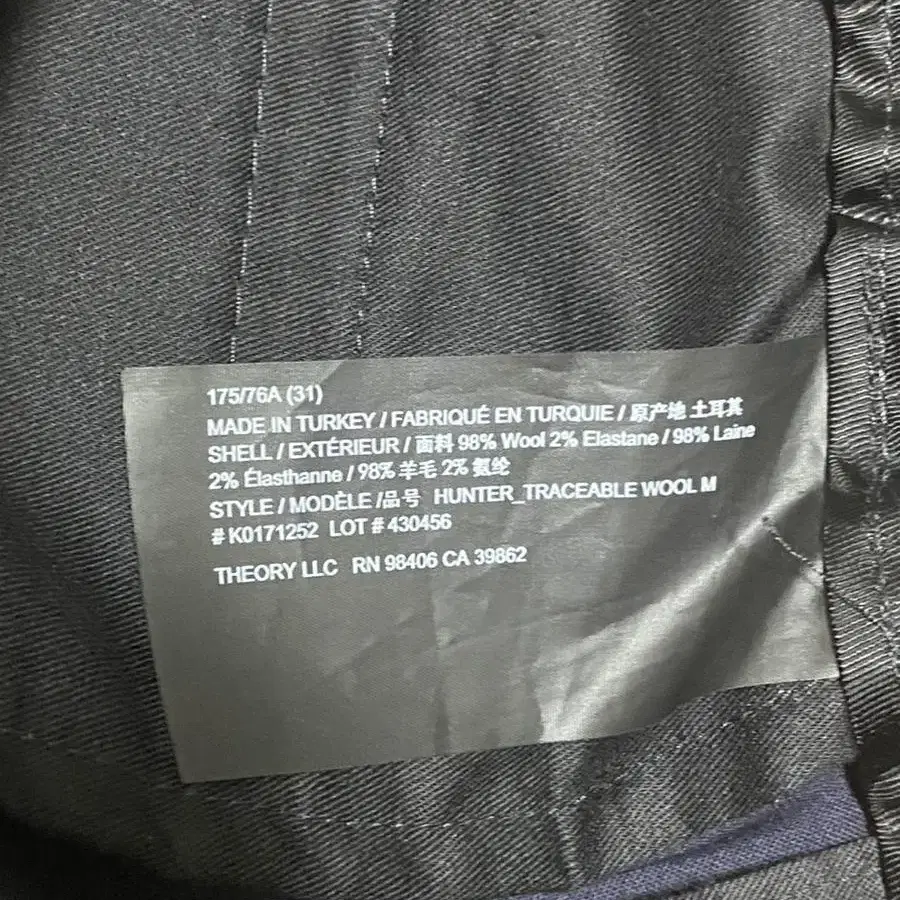 175/76A (31)
MADE IN TURKEY / FABRIQUÉ EN TURQUIE / 原产地 土耳其
SHELL / EXTÉRIEUR / 面料 98% Wool 2% Elastane / 98% Laine
2% Élasthanne / 98% 羊毛 2% 氨纶
STYLE / MODÈLE /品号 HUNTER_TRACEABLE WOOL M
# K0171252 LOT # 430456
THEORY LLC RN 98406 CA 39862